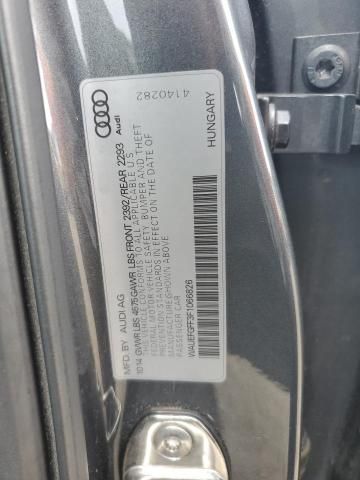 Audi
4140282
MFD. BY AUDI AG
10 14 GVWR LBS 4575 GAWR LBS FRONT 2392/REAR 2293
THIS VEHICLE CONFORMS TO ALL APPLICABLE U.S.
FEDERAL MOTOR VEHICLE SAFETY, BUMPER AND THEFT
PREVENTION STANDARDS IN EFFECT ON THE DATE OF
MANUFACTURE SHOWN ABOVE.
PASSENGER CAR
WAUEFGFF3F1066826
HUNGARY